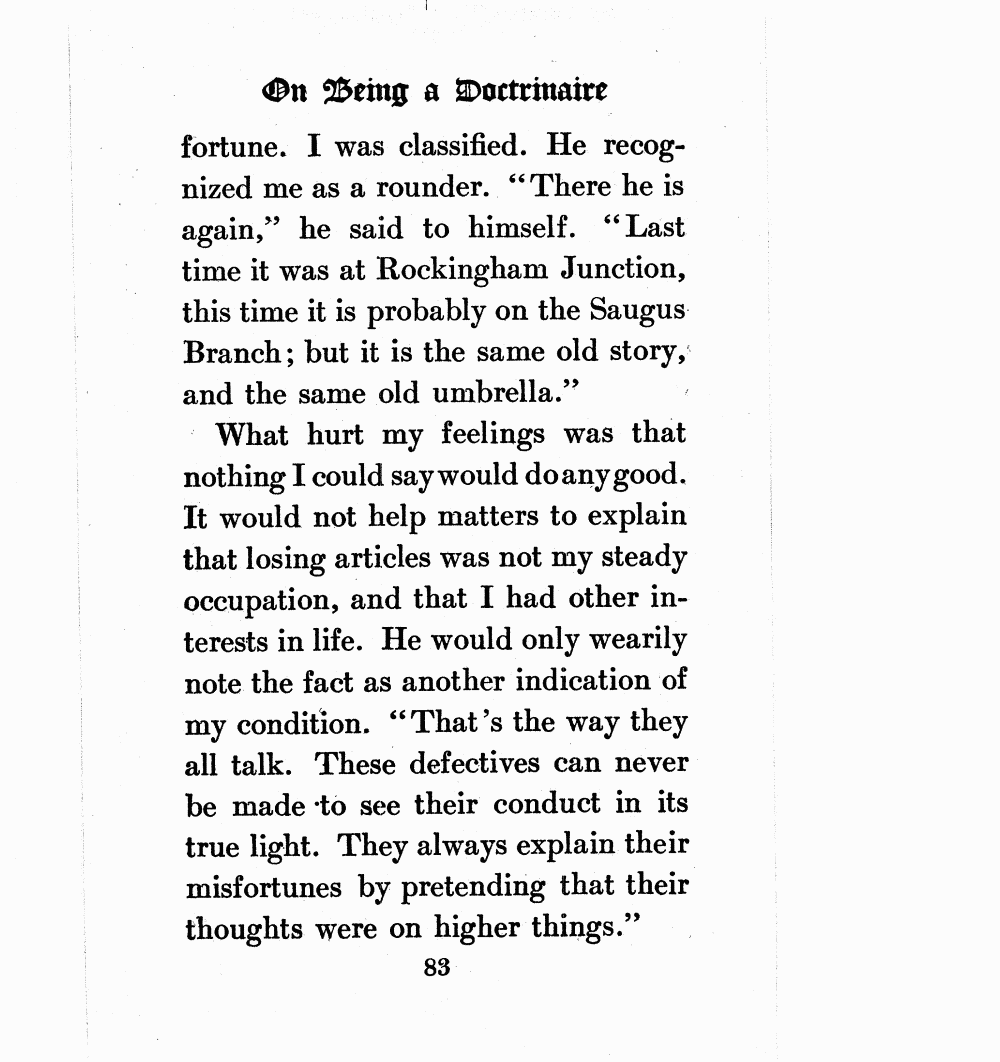 On Being a Doctrinaire
fortune. I was classified. He recog-
nized me as a rounder. “There he is
again,” he said to himself. “Last
time it was at Rockingham Junction,
this time it is probably on the Saugus
Branch; but it is the same old story,
and the same old umbrella.”
What hurt my feelings was that
nothing I could say would do any good.
It would not help matters to explain
that losing articles was not my steady
occupation, and that I had other in-
terests in life. He would only wearily
note the fact as another indication of
my condition. “That’s the way they
all talk. These defectives can never
be made to see their conduct in its
true light. They always explain their
misfortunes by pretending that their
thoughts were on higher things.”
83